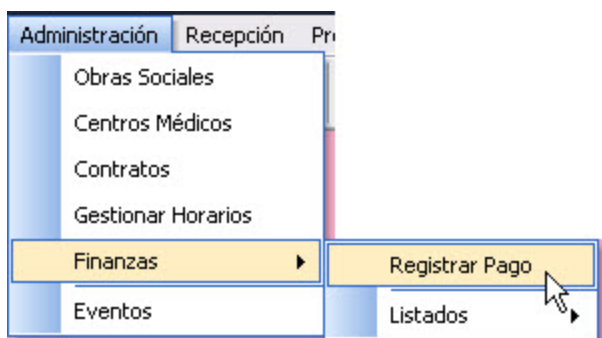 Administración Recepción
Obras Sociales
Centros Médicos
Contratos
Gestionar Horarios
Finanzas
Eventos
Registrar Pago
Listados